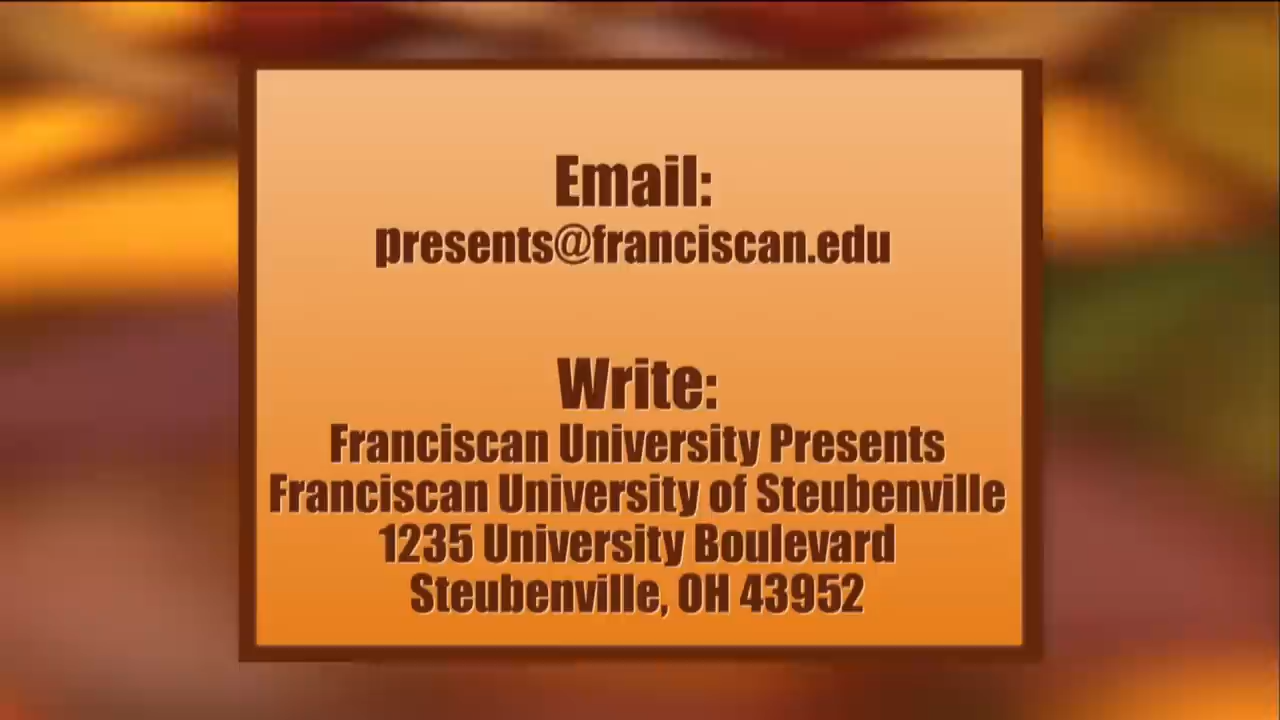 Email:
presents@franciscan.edu
Write:
Franciscan University Presents
Franciscan University of Steubenville
1235 University Boulevard
Steubenville, OH 43952